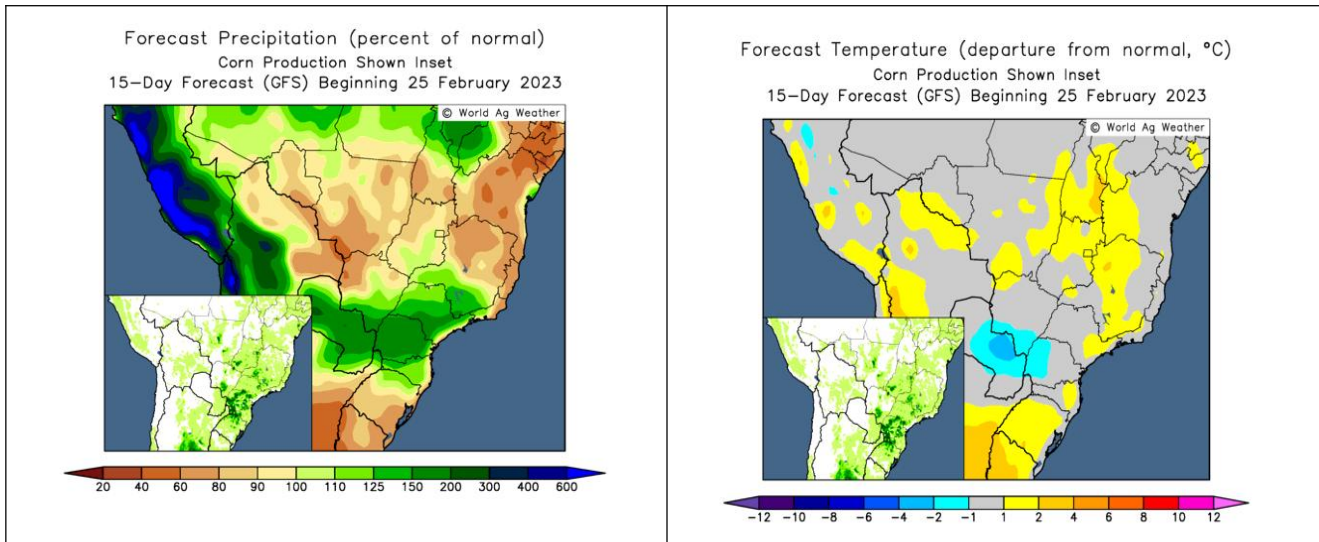 Forecast Precipitation (percent of normal)
Corn Production Shown Inset
15-Day Forecast (GFS) Beginning 25 February 2023
© World Ag Weather
20 40 60 80 90 100 110 125 150 200 300 400 600
Forecast Temperature (departure from normal, °C)
Corn Production Shown Inset
15-Day Forecast (GFS) Beginning 25 February 2023
© World Ag Weather
-12 -10 -8 -6 -4 -2 -1 1 2 4 6 8 10 12